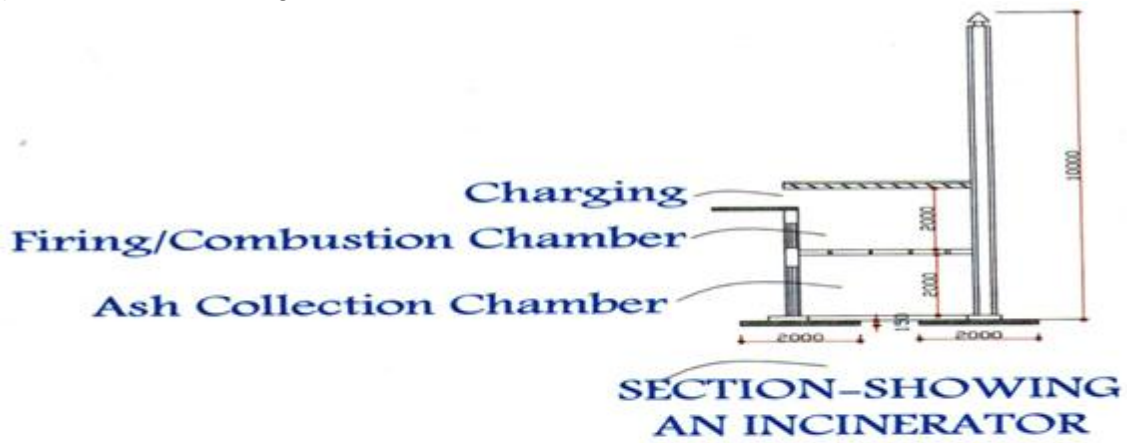 10000
Charging
2000
Firing/Combustion Chamber
2000
Ash Collection Chamber
150
2000
2000
SECTION-SHOWING
AN INCINERATOR